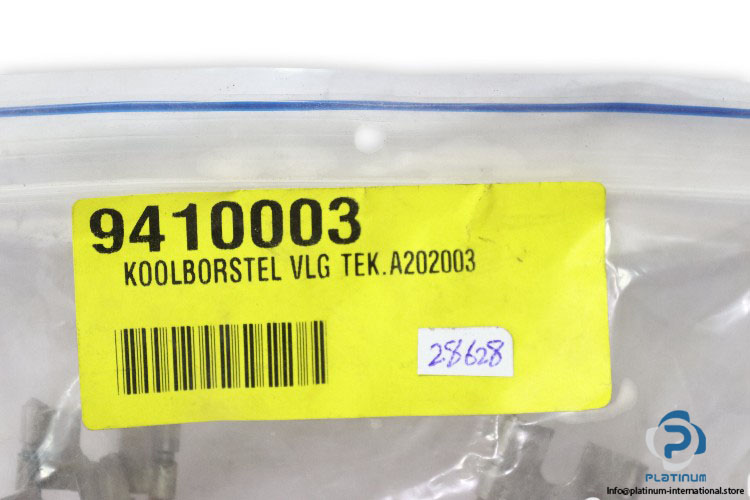 9410003
KOOLBORSTEL VLG TEK.A202003
28628
PLATINUM
Info@platinum-international.store